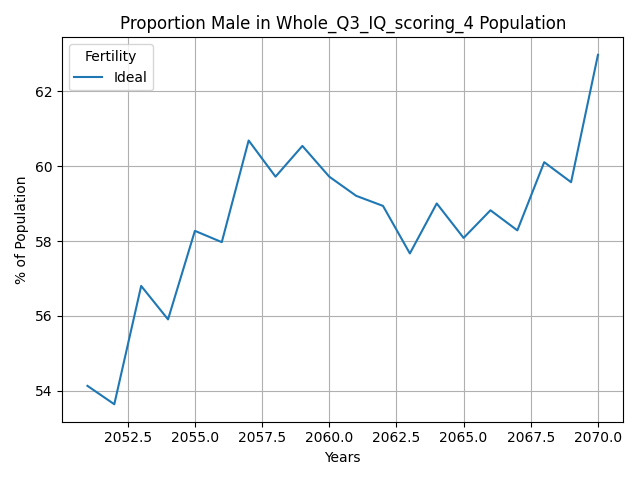 Proportion Male in Whole_Q3_IQ_scoring_4 Population
Fertility
Ideal
% of Population
62
60
58
56
54
2052.5 2055.0 2057.5 2060.0 2062.5 2065.0 2067.5 2070.0
Years